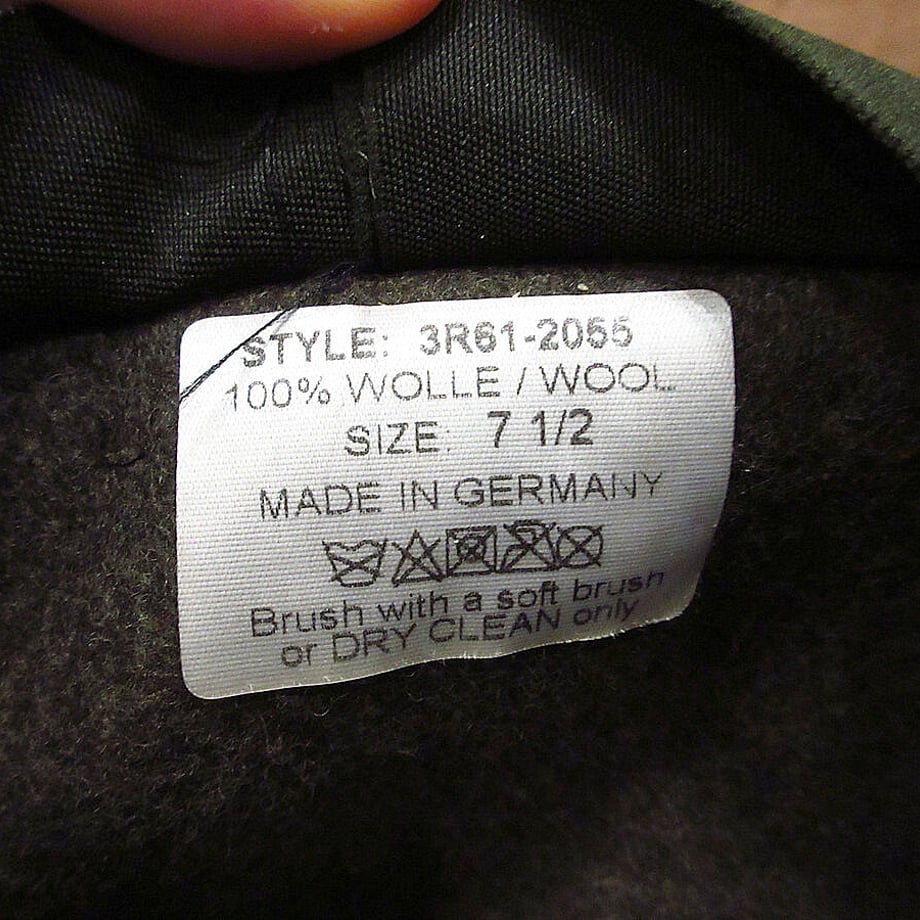 STYLE: 3R61-2055
100% WOLLE / WOOL
SIZE: 7 1/2
MADE IN GERMANY
Brush with a soft brush
or DRY CLEAN only